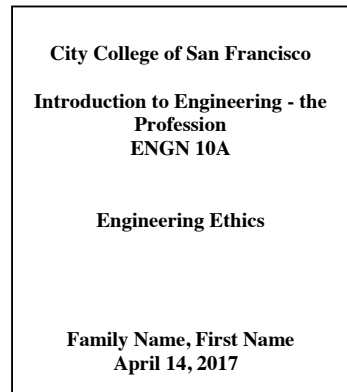 City College of San Francisco
Introduction to Engineering - the
Profession
ENGN 10A
Engineering Ethics
Family Name, First Name
April 14, 2017